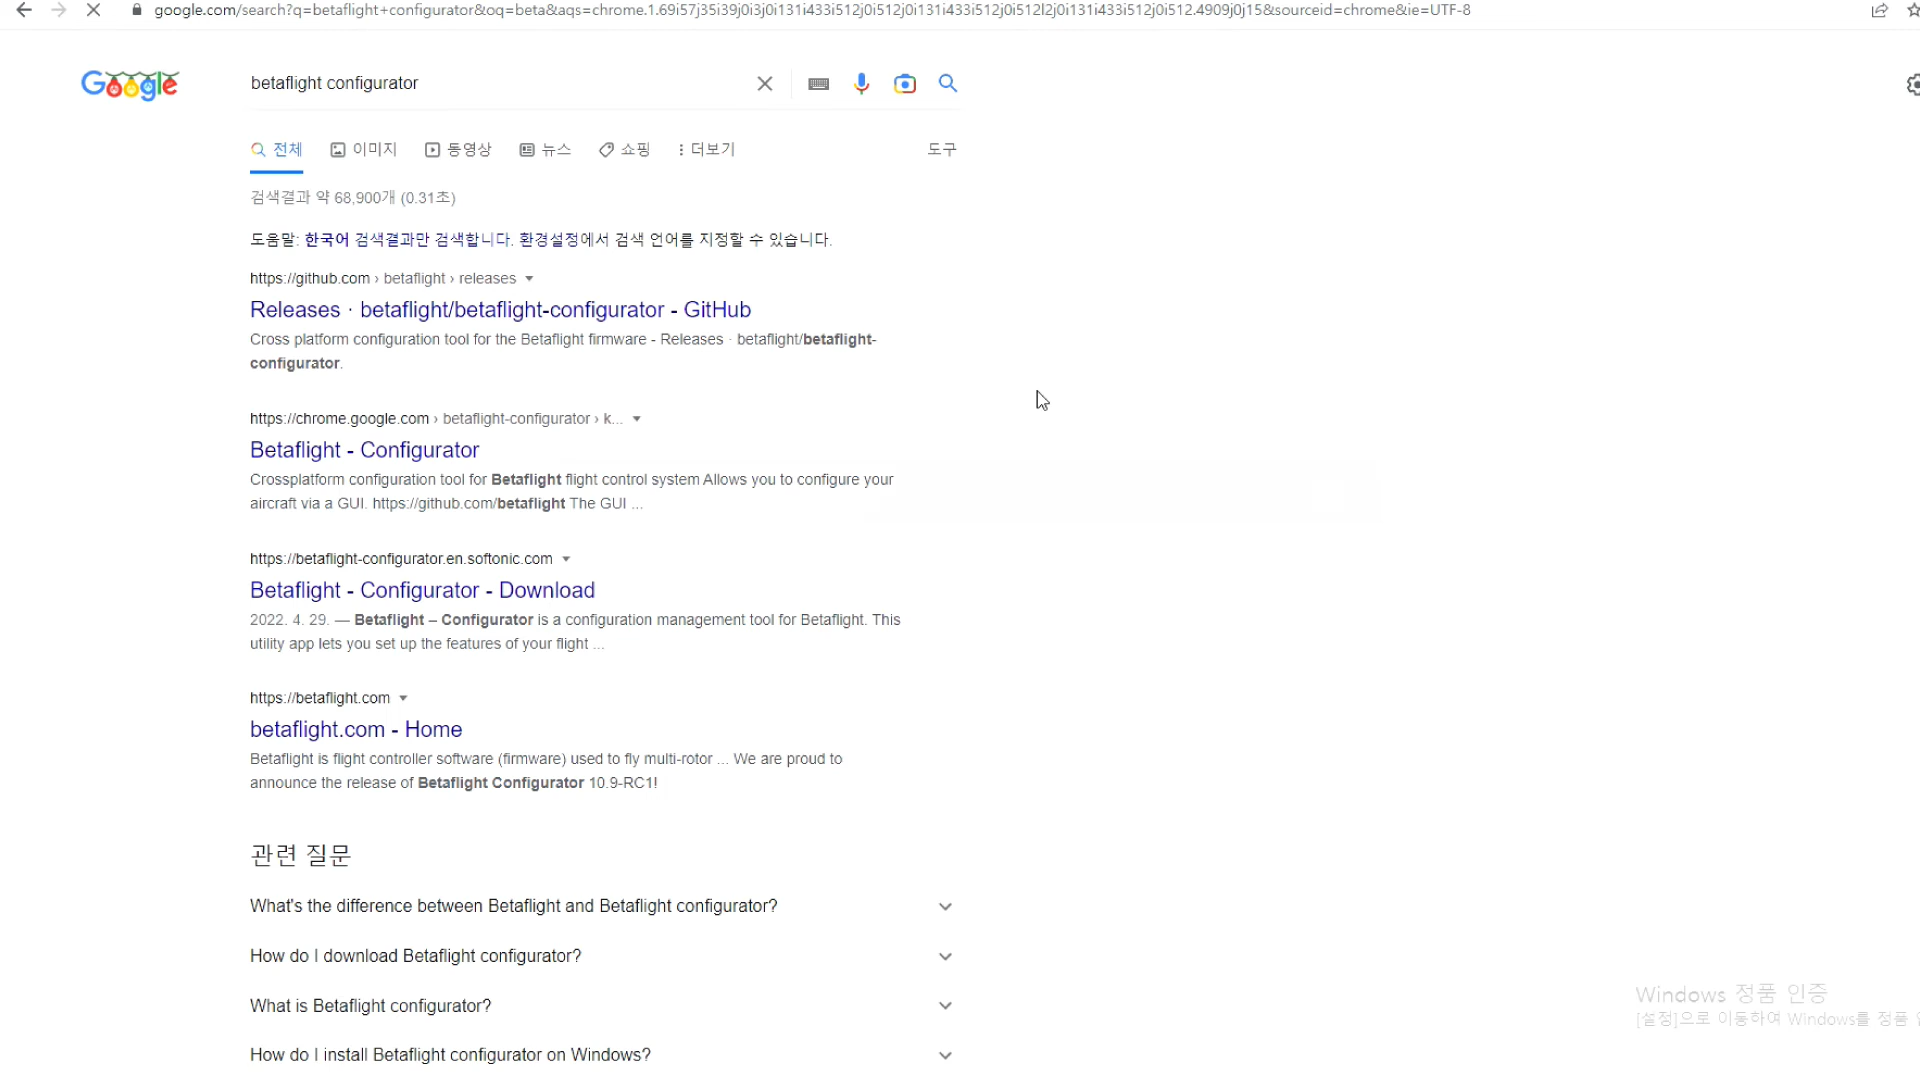 google.com/search?q=betaflight+configurator&oq=beta&aqs=chrome.1.69i57j35i39j0i3j0i131i433i512j0i512j0i131i433i512j0i512l2j0i131i433i512j0i512.4909j0j15&sourceid=chrome&ie=UTF-8
Google
betaflight configurator
전체 이미지 동영상 뉴스 쇼핑 더보기 도구
검색결과 약 68,900개 (0.31초)
도움말: 한국어 검색결과만 검색합니다. 환경설정에서 검색 언어를 지정할 수 있습니다.
https://github.com › betaflight › releases
Releases · betaflight/betaflight-configurator - GitHub
Cross platform configuration tool for the Betaflight firmware - Releases · betaflight/betaflight-
configurator.
https://chrome.google.com › betaflight-configurator › k...
Betaflight - Configurator
Crossplatform configuration tool for Betaflight flight control system Allows you to configure your
aircraft via a GUI. https://github.com/betaflight The GUI ...
https://betaflight-configurator.en.softonic.com
Betaflight - Configurator - Download
2022. 4. 29. — Betaflight – Configurator is a configuration management tool for Betaflight. This
utility app lets you set up the features of your flight ...
https://betaflight.com
betaflight.com - Home
Betaflight is flight controller software (firmware) used to fly multi-rotor ... We are proud to
announce the release of Betaflight Configurator 10.9-RC1!
관련 질문
What's the difference between Betaflight and Betaflight configurator?
How do I download Betaflight configurator?
What is Betaflight configurator?
How do I install Betaflight configurator on Windows?
Windows 정품 인증
[설정]으로 이동하여 Windows를 정품